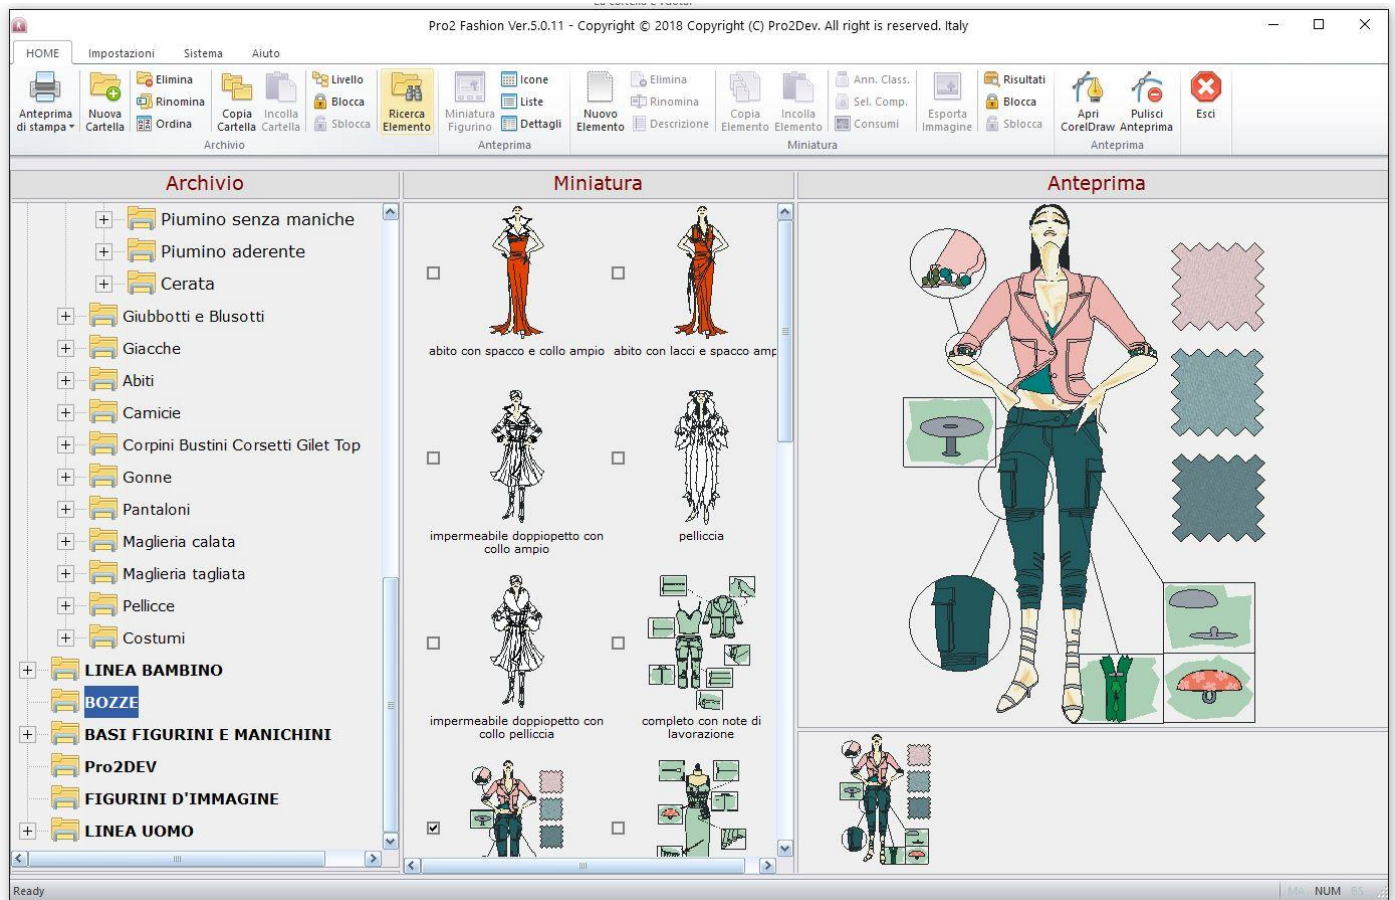 Pro2 Fashion Ver.5.0.11 - Copyright © 2018 Copyright (C) Pro2Dev. All right is reserved. Italy
HOME Impostazioni Sistema Aiuto
Anteprima di stampa
Nuova Cartella
Elimina
Rinomina
Ordina
Copia Cartella
Incolla Cartella
Livello
Blocca
Sblocca
Ricerca Elemento
Miniatura Figurino
Icone
Liste
Dettagli
Nuovo Elemento
Elimina
Rinomina
Descrizione
Copia Elemento
Incolla Elemento
Ann. Class.
Sel. Comp.
Consumi
Esporta Immagine
Risultati
Blocca
Sblocca
Apri CorelDraw
Pulisci Anteprima
Esci
Archivio Anteprima Miniatura Anteprima
Archivio
Piumino senza maniche
Piumino aderente
Cerata
Giubbotti e Blusotti
Giacche
Abiti
Camicie
Corpini Bustini Corsetti Gilet Top
Gonne
Pantaloni
Maglieria calata
Maglieria tagliata
Pellicce
Costumi
LINEA BAMBINO
BOZZE
BASI FIGURINI E MANICHINI
Pro2DEV
FIGURINI D'IMMAGINE
LINEA UOMO
Miniatura
abito con spacco e collo ampio
abito con lacci e spacco amp
impermeabile doppiopetto con
collo ampio
pelliccia
impermeabile doppiopetto con
collo pelliccia
completo con note di
lavorazione
Anteprima
Ready
MA NUM BS